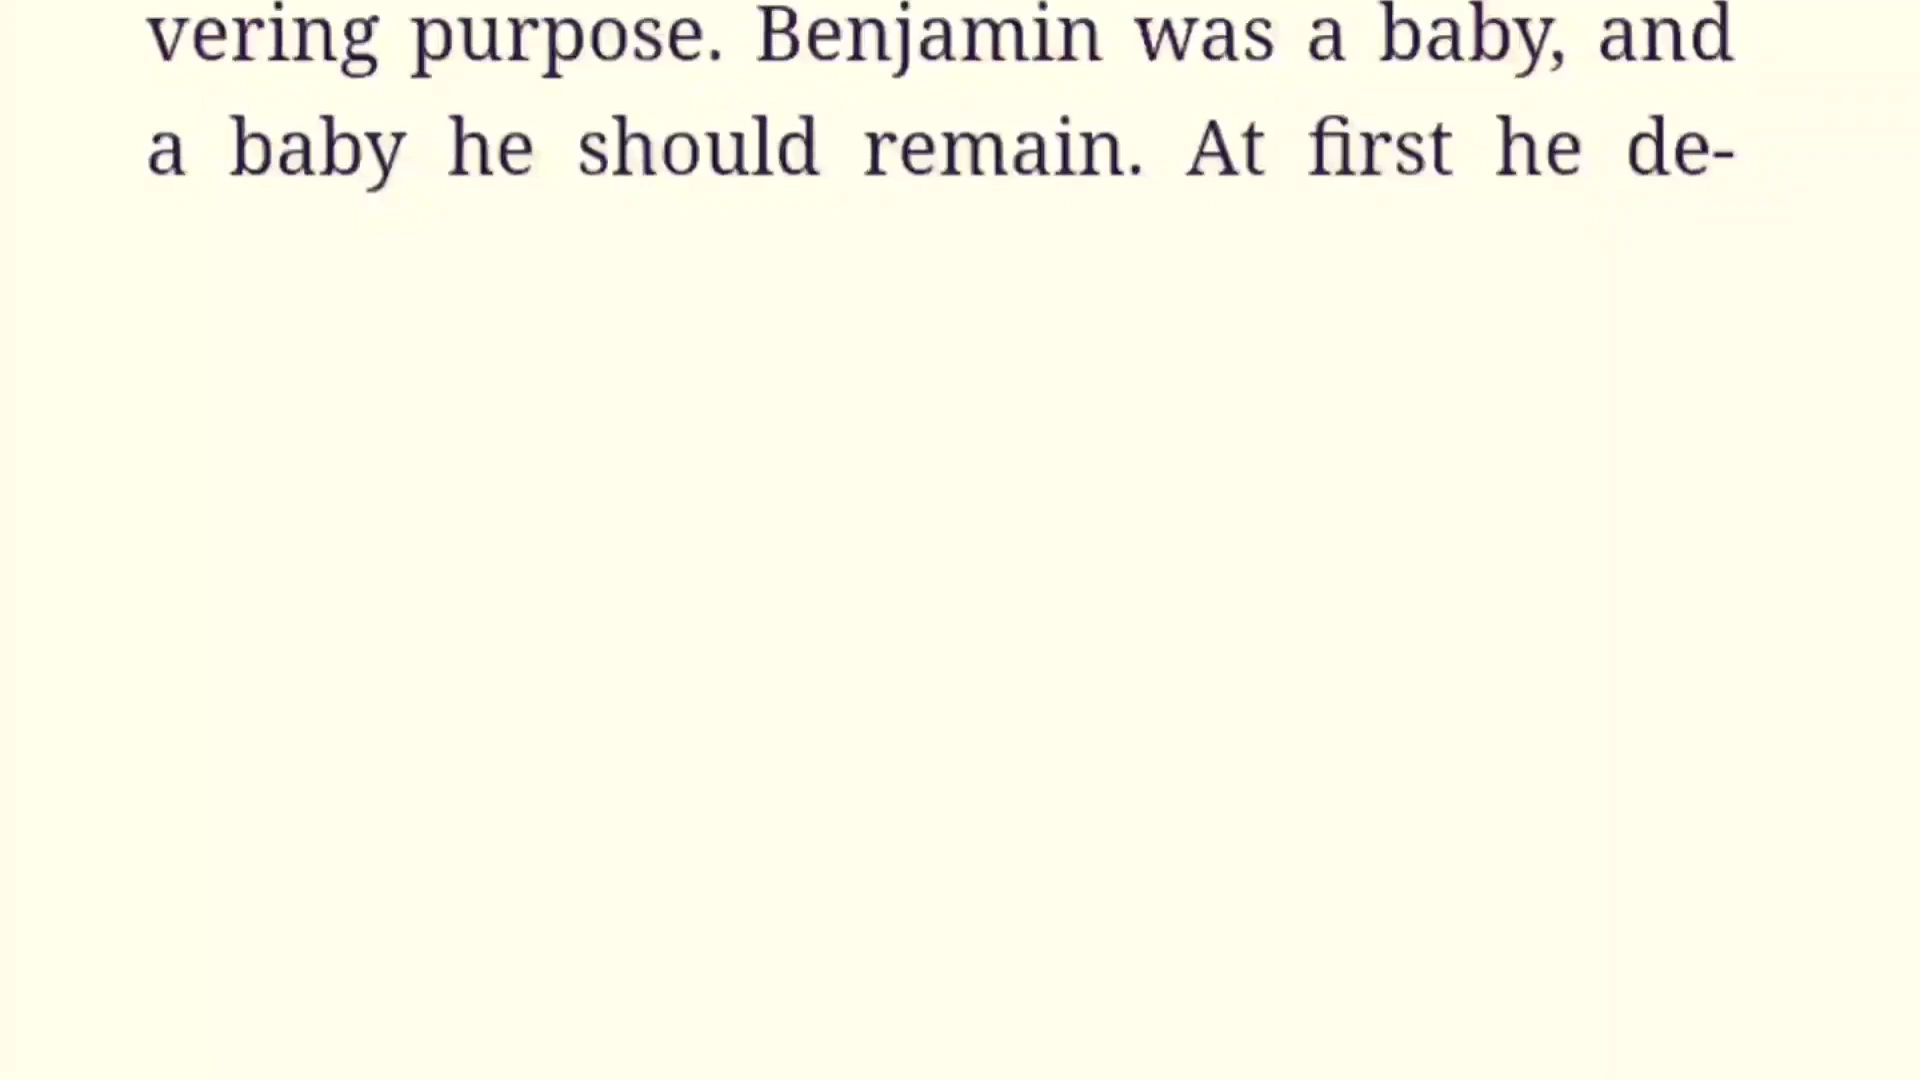 vering purpose. Benjamin was a baby, and
a baby he should remain. At first he de-